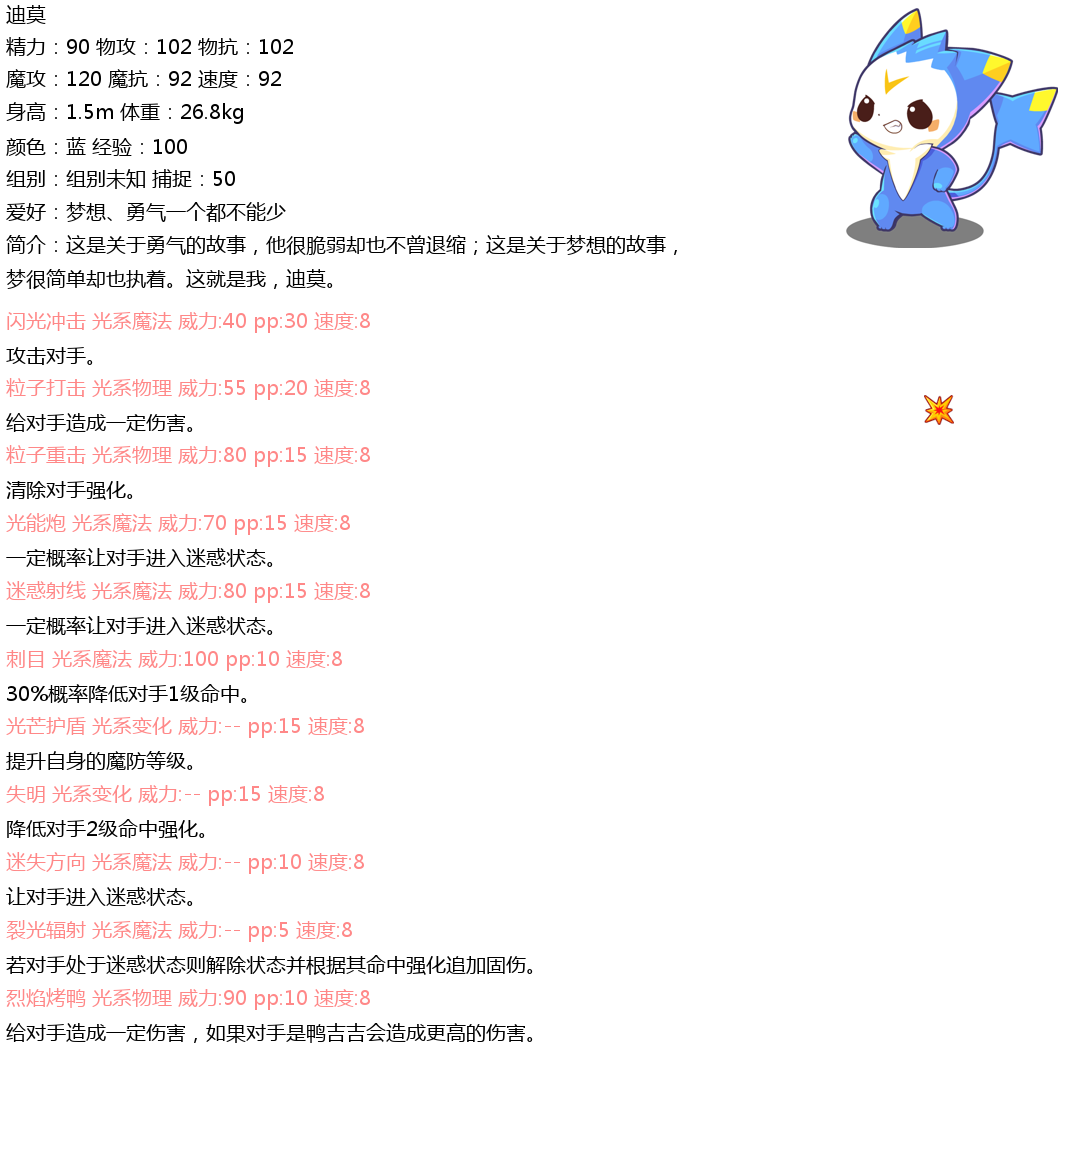 迪莫
精力：90 物攻：102 物抗：102
魔攻：120 魔抗：92 速度：92
身高：1.5m 体重：26.8kg
颜色：蓝 经验：100
组别：组别未知 捕捉：50
爱好：梦想、勇气一个都不能少
简介：这是关于勇气的故事，他很脆弱却也不曾退缩；这是关于梦想的故事，
梦很简单却也执着。这就是我，迪莫。
闪光冲击 光系魔法 威力:40 pp:30 速度:8
攻击对手。
粒子打击 光系物理 威力:55 pp:20 速度:8
给对手造成一定伤害。
粒子重击 光系物理 威力:80 pp:15 速度:8
清除对手强化。
光能炮 光系魔法 威力:70 pp:15 速度:8
一定概率让对手进入迷惑状态。
迷惑射线 光系魔法 威力:80 pp:15 速度:8
一定概率让对手进入迷惑状态。
刺目 光系魔法 威力:100 pp:10 速度:8
30%概率降低对手1级命中。
光芒护盾 光系变化 威力:-- pp:15 速度:8
提升自身的魔防等级。
失明 光系变化 威力:-- pp:15 速度:8
降低对手2级命中强化。
迷失方向 光系魔法 威力:-- pp:10 速度:8
让对手进入迷惑状态。
裂光辐射 光系魔法 威力:-- pp:5 速度:8
若对手处于迷惑状态则解除状态并根据其命中强化追加固伤。
烈焰烤鸭 光系物理 威力:90 pp:10 速度:8
给对手造成一定伤害，如果对手是鸭吉吉会造成更高的伤害。